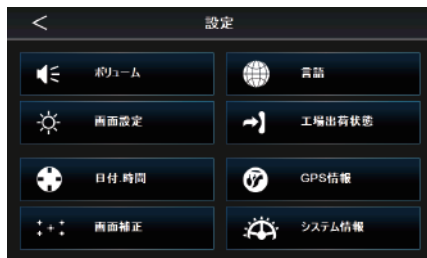 設定
ボリューム
言語
画面設定
工場出荷状態
日付.時間
GPS情報
画面補正
システム情報